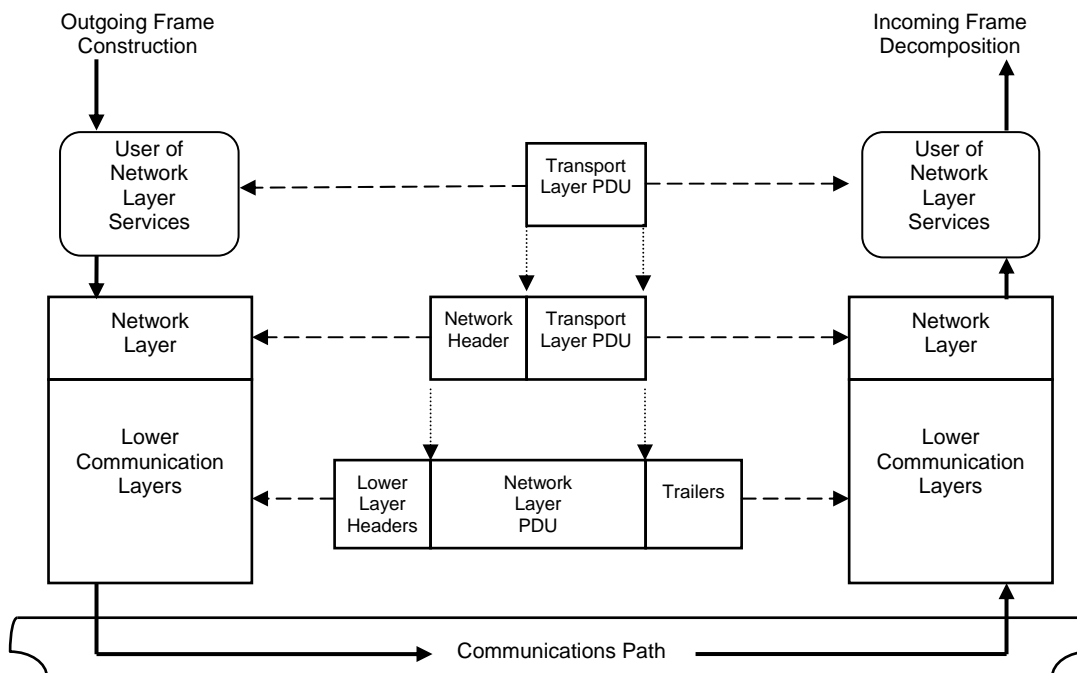 Outgoing Frame
Construction
Incoming Frame
Decomposition
User of
Network
Layer
Services
Transport
Layer PDU
User of
Network
Layer
Services
Network
Layer
Network
Header
Transport
Layer PDU
Network
Layer
Lower
Communication
Layers
Lower
Layer
Headers
Network
Layer
PDU
Trailers
Lower
Communication
Layers
Communications Path